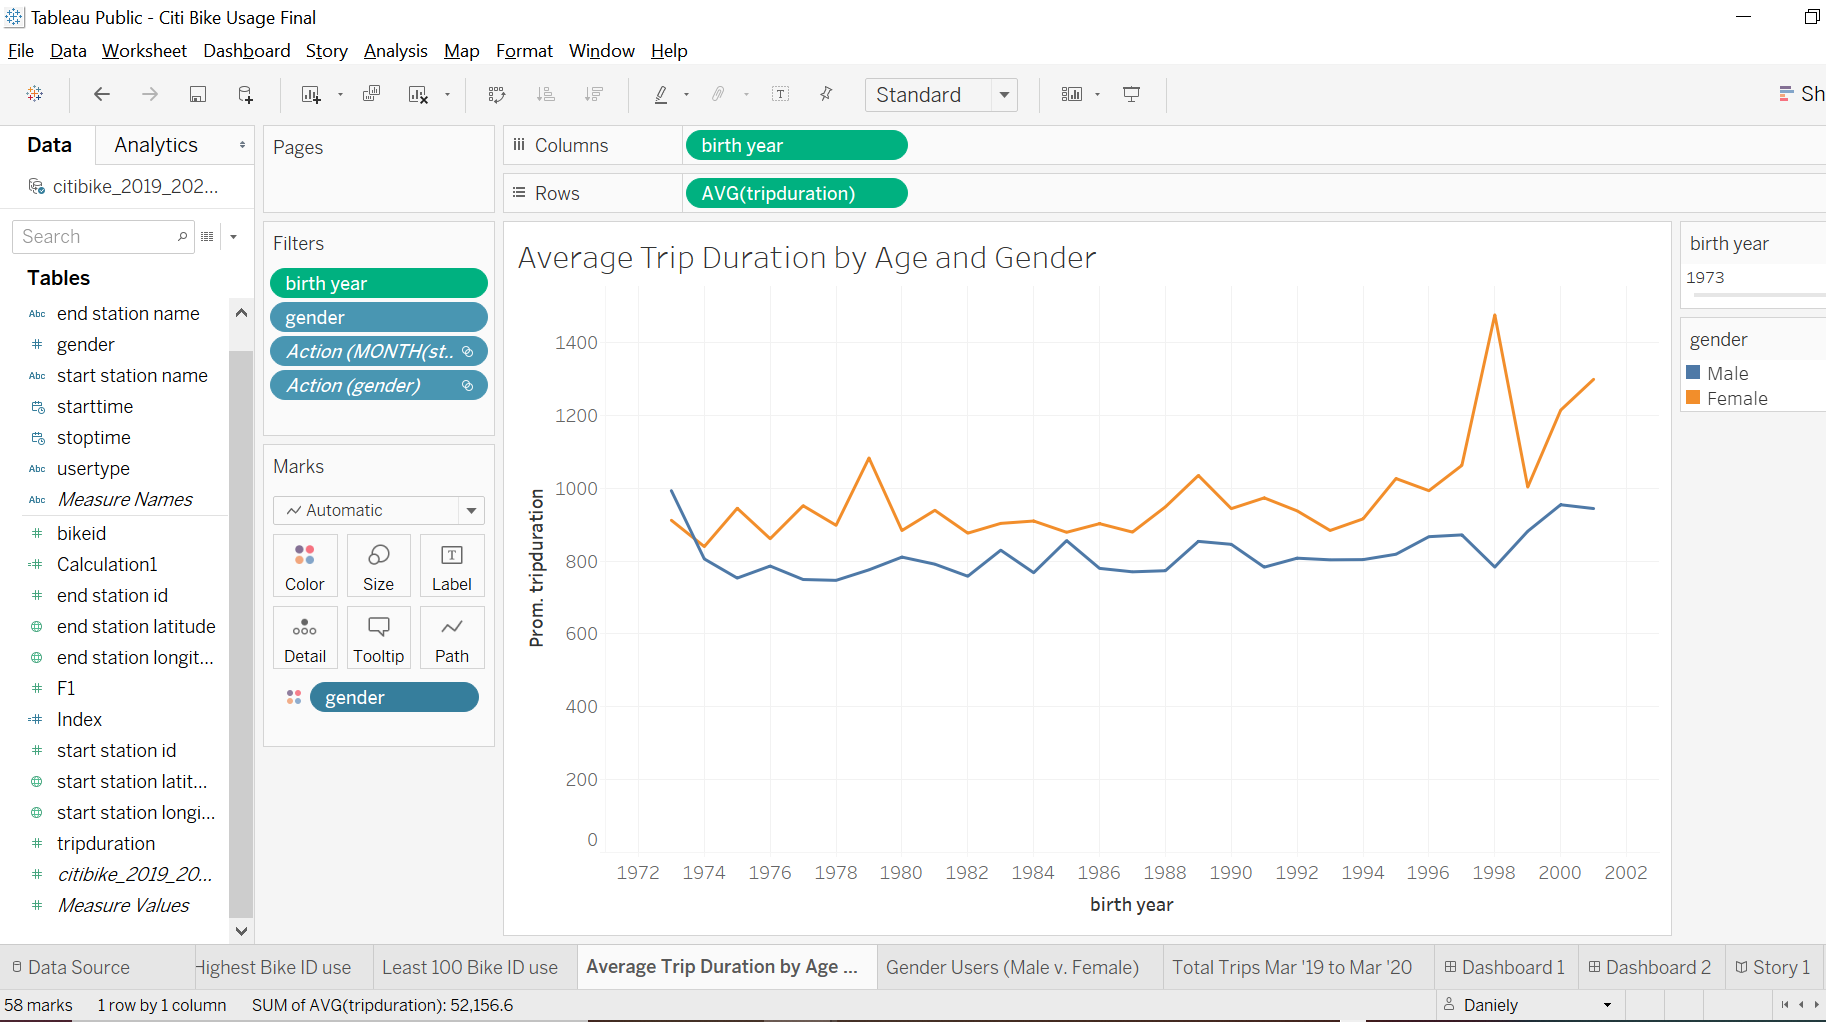 Tableau Public - Citi Bike Usage Final
File Data Worksheet Dashboard Story Analysis Map Format Window Help
Standard
Sh
Data Analytics
citibike_2019_202...
Search
Tables
Abc end station name
# gender
Abc start station name
starttime
stoptime
Abc usertype
Abc Measure Names
# bikeid
=# Calculation1
# end station id
end station latitude
end station longit...
# F1
=# Index
# start station id
start station latit...
start station longi...
# tripduration
# citibike_2019_20...
# Measure Values
Pages
Filters
birth year
gender
Action (MONTH(st..
Action (gender)
Marks
Automatic
Color Size Label
Detail Tooltip Path
gender
Columns birth year
Rows AVG(tripduration)
Average Trip Duration by Age and Gender
Prom. tripduration
1400
1200
1000
800
600
400
200
0
1972 1974 1976 1978 1980 1982 1984 1986 1988 1990 1992 1994 1996 1998 2000 2002
birth year
birth year
1973
gender
Male
Female
Data Source Highest Bike ID use Least 100 Bike ID use Average Trip Duration by Age ... Gender Users (Male v. Female) Total Trips Mar '19 to Mar '20 Dashboard 1 Dashboard 2 Story 1
58 marks 1 row by 1 column SUM of AVG(tripduration): 52,156.6 Daniely